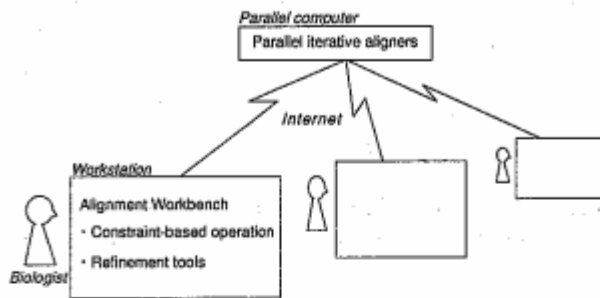 Parallel computer
Parallel iterative aligners
Internet
Workstation
Alignment Workbench
・Constraint-based operation
・Refinement tools
Biologist